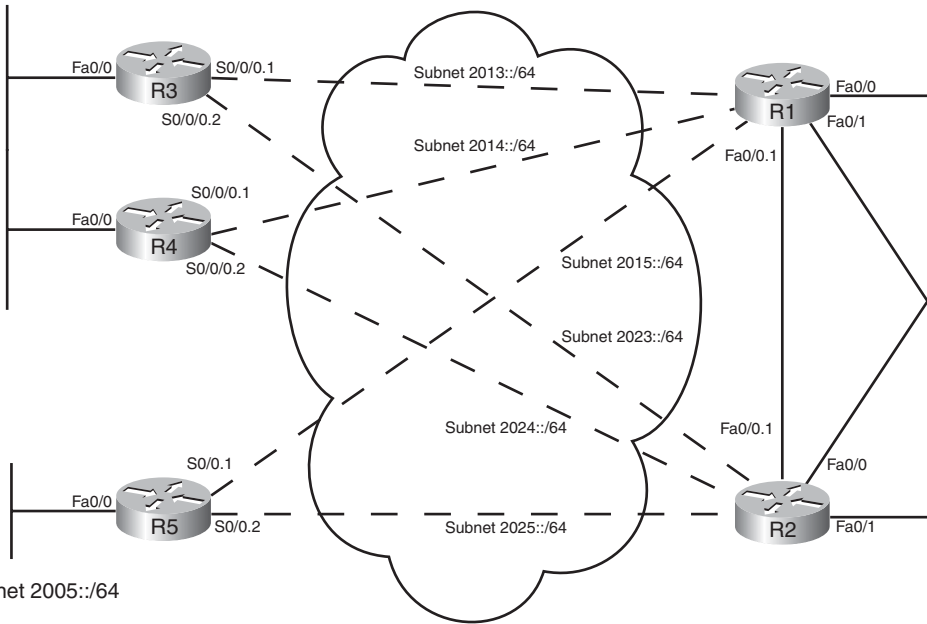 Fa0/0
R3
S0/0/0.1
S0/0/0.2
Subnet 2013::/64
R1
Fa0/0
Fa0/1
Fa0/0.1
Subnet 2014::/64
Fa0/0
R4
S0/0/0.1
S0/0/0.2
Subnet 2015::/64
Subnet 2023::/64
Subnet 2024::/64
Fa0/0.1
Fa0/0
R2
Fa0/1
S0/0.1
Fa0/0
R5
S0/0.2
Subnet 2025::/64
net 2005::/64